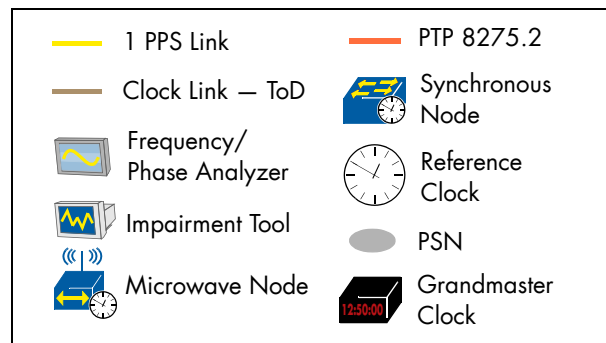 1 PPS Link
Clock Link — ToD
Frequency/
Phase Analyzer
Impairment Tool
Microwave Node
PTP 8275.2
Synchronous
Node
Reference
Clock
PSN
12:50:00
Grandmaster
Clock